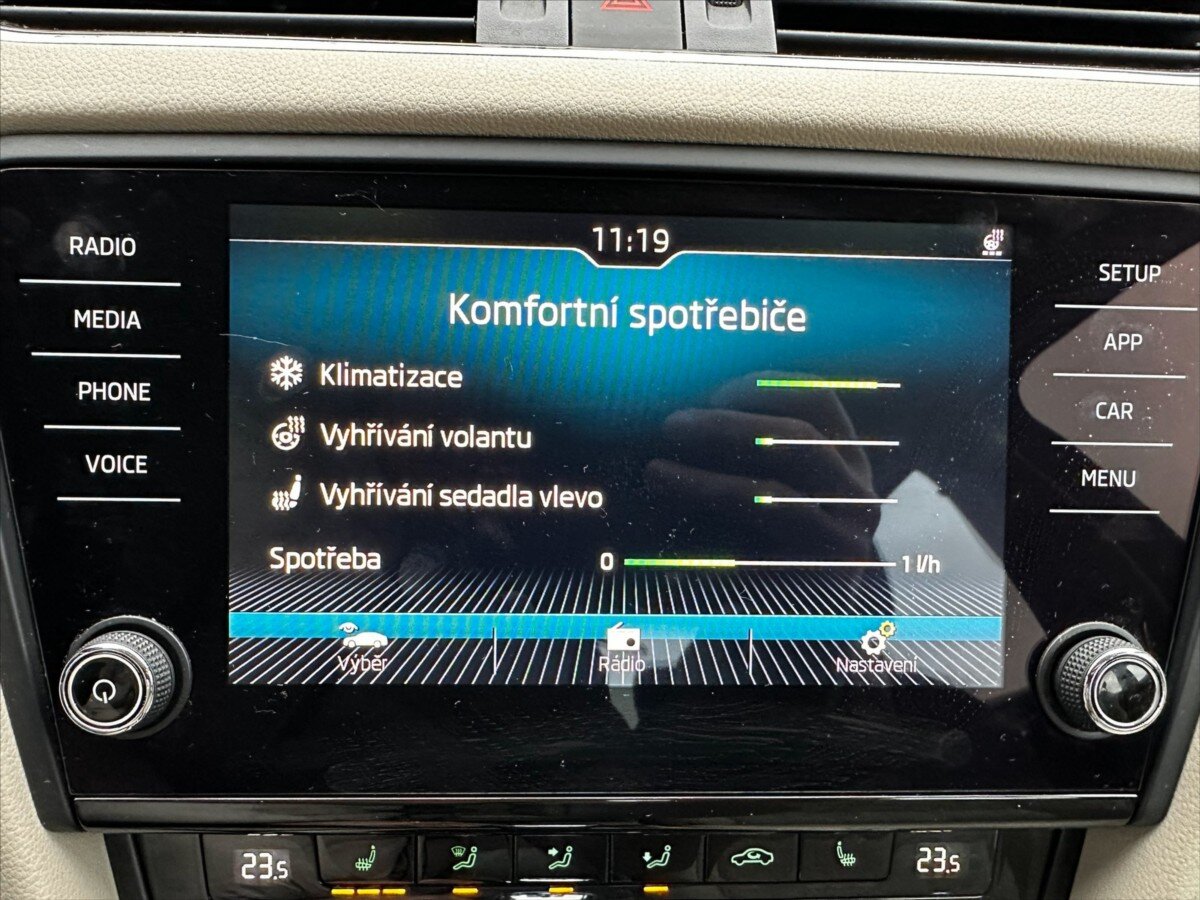 RADIO
MEDIA
PHONE
VOICE
11:19
Komfortní spotřebiče
Klimatizace
Vyhřívání volantu
Vyhřívání sedadla vlevo
Spotřeba 0 1 l/h
Výběr Rádio Nastavení
SETUP
APP
CAR
MENU
23.5 23.5